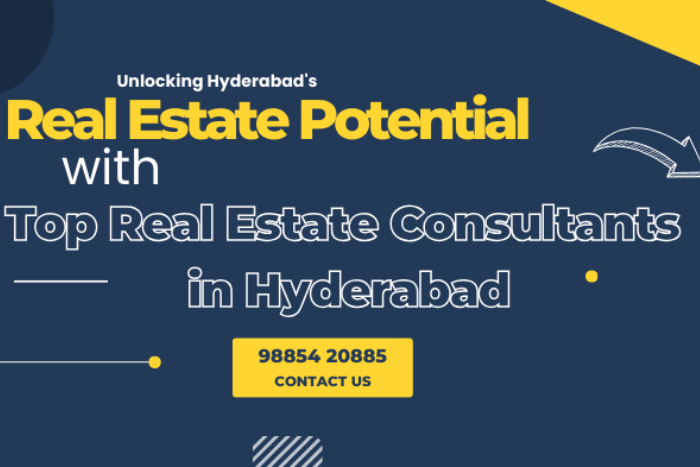 Unlocking Hyderabad's
Real Estate Potential
with
Top Real Estate Consultants
in Hyderabad
98854 20885
CONTACT US